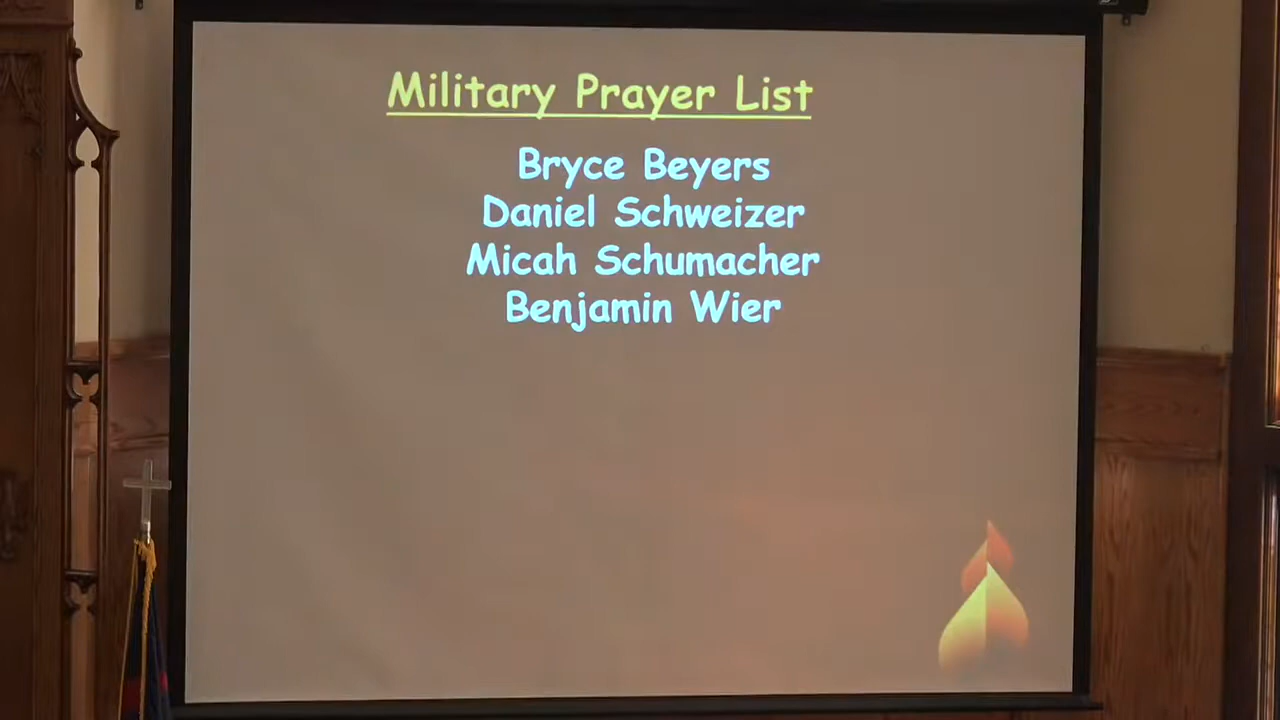 Military Prayer List
Bryce Beyers
Daniel Schweizer
Micah Schumacher
Benjamin Wier